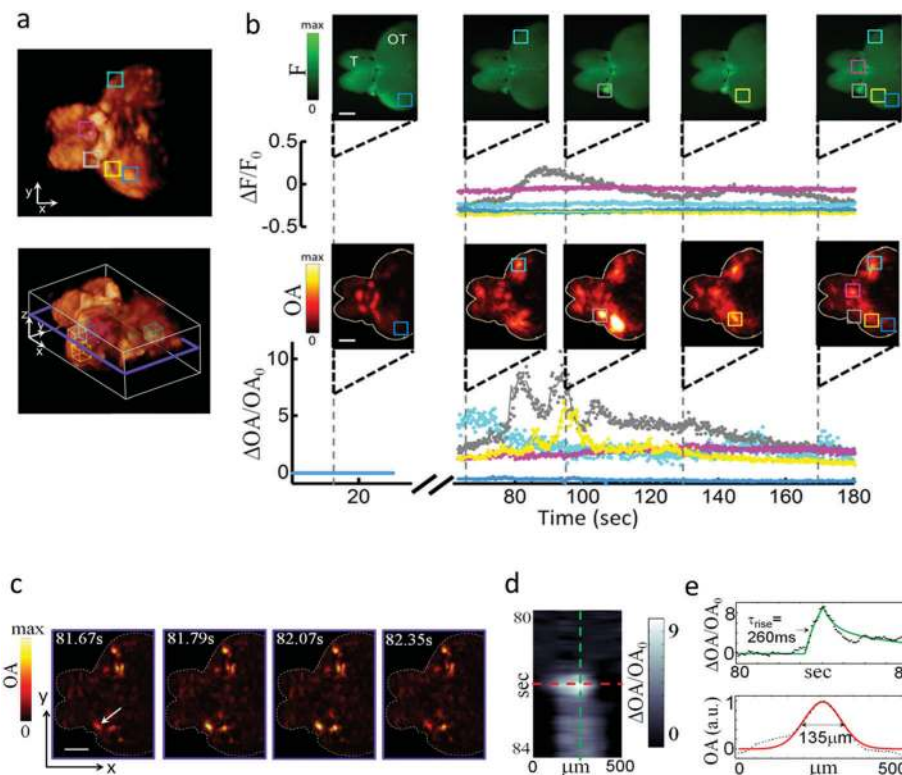 a
b
max
F
0
T
OT
0.5
0
-0.5
ΔF/F₀
y
x
max
OA
0
z
y
x
10
5
0
ΔOA/OA₀
20
80
100
120
140
160
180
Time (sec)
c
max
OA
0
81.67s
81.79s
82.07s
82.35s
y
x
d
80
sec
84
0
μm
500
9
0
ΔOA/OA₀
e
8
0
ΔOA/OA₀
τrise=
260ms
80
sec
1
0
OA (a.u.)
135μm
0
μm